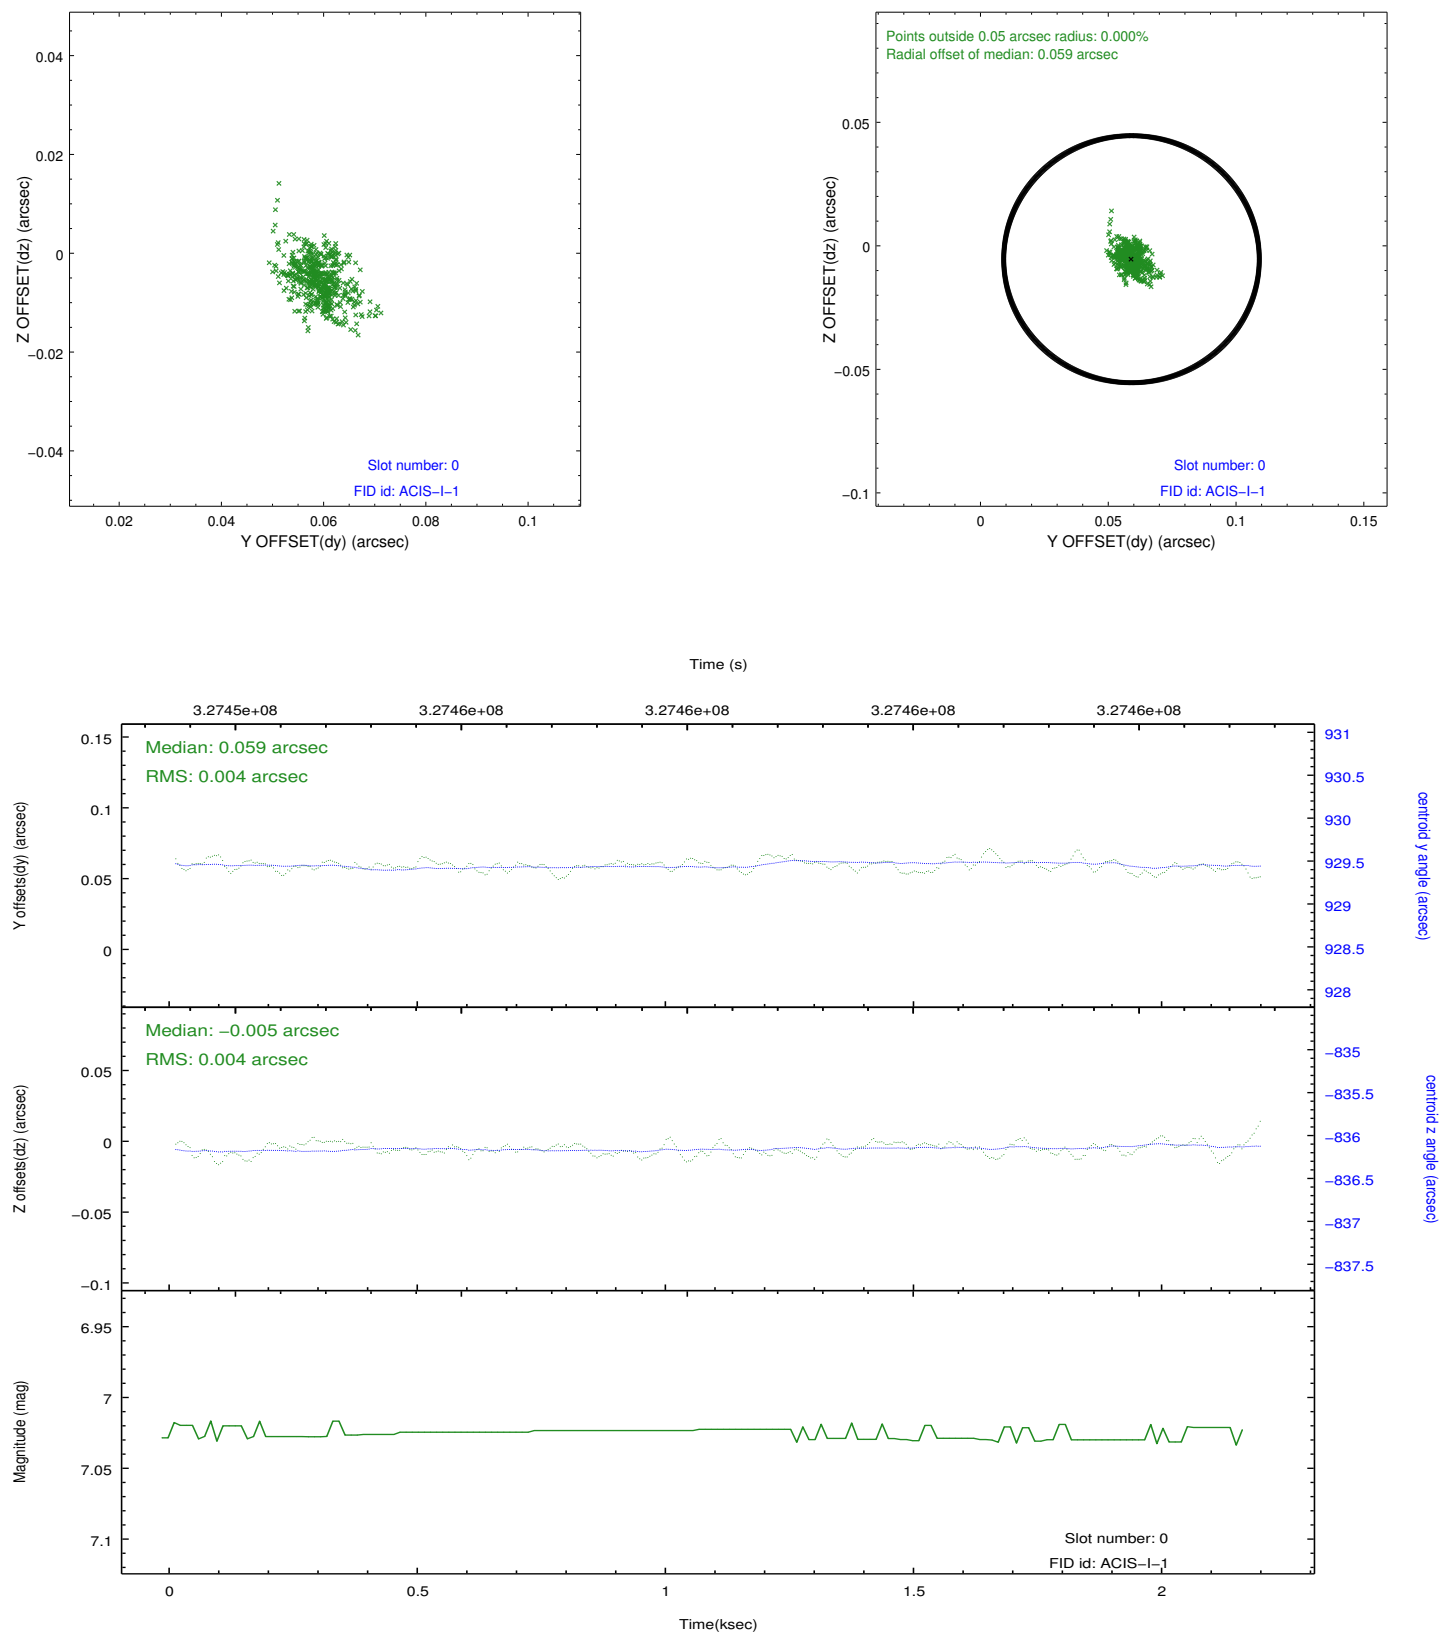 0.04
0.02
0
−0.02
−0.04
Z OFFSET(dz) (arcsec)
Slot number: 0
FID id: ACIS−I−1
0.02
0.04
0.06
0.08
0.1
Y OFFSET(dy) (arcsec)
Points outside 0.05 arcsec radius: 0.000%
Radial offset of median: 0.059 arcsec
0.05
0
−0.05
−0.1
Z OFFSET(dz) (arcsec)
Slot number: 0
FID id: ACIS−I−1
0
0.05
0.1
0.15
Y OFFSET(dy) (arcsec)
Time (s)
3.2745e+08
3.2746e+08
3.2746e+08
3.2746e+08
3.2746e+08
Median: 0.059 arcsec
RMS: 0.004 arcsec
0.15
0.1
0.05
0
Y offsets(dy) (arcsec)
931
930.5
930
929.5
929
928.5
928
centroid y angle (arcsec)
Median: −0.005 arcsec
RMS: 0.004 arcsec
0.05
0
−0.05
−0.1
Z offsets(dz) (arcsec)
−835
−835.5
−836
−836.5
−837
−837.5
centroid z angle (arcsec)
6.95
7
7.05
7.1
Magnitude (mag)
Slot number: 0
FID id: ACIS−I−1
0
0.5
1
1.5
2
Time(ksec)